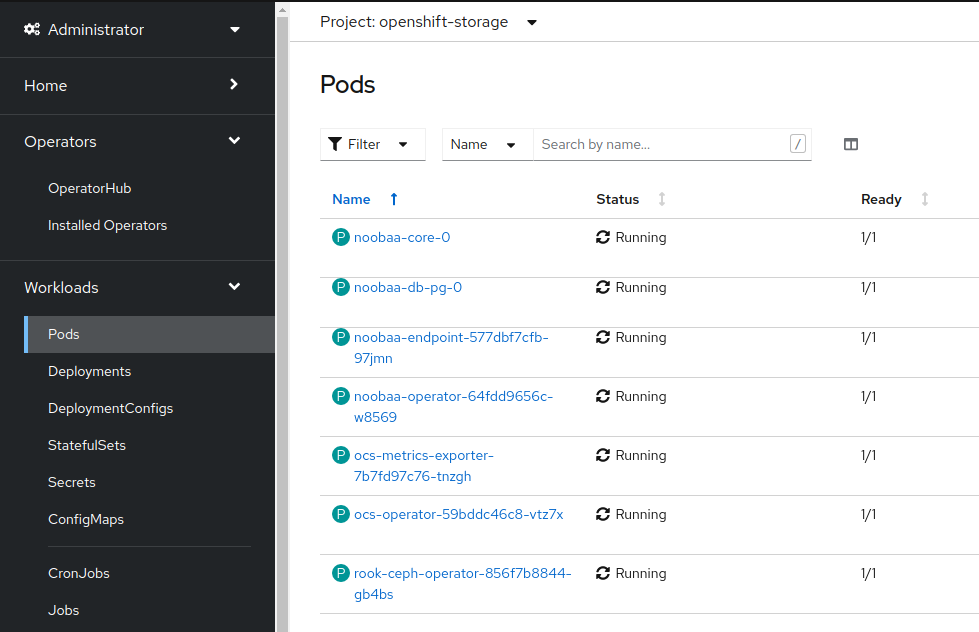 Administrator
Home
Operators
OperatorHub
Installed Operators
Workloads
Pods
Deployments
DeploymentConfigs
StatefulSets
Secrets
ConfigMaps
CronJobs
Jobs
Project: openshift-storage
Pods
Filter Name Search by name... /
Name Status Ready
P noobaa-core-0 Running 1/1
P noobaa-db-pg-0 Running 1/1
P noobaa-endpoint-577dbf7cfb- Running 1/1
97jmn
P noobaa-operator-64fdd9656c- Running 1/1
w8569
P ocs-metrics-exporter- Running 1/1
7b7fd97c76-tnzgh
P ocs-operator-59bddc46c8-vtz7x Running 1/1
P rook-ceph-operator-856f7b8844- Running 1/1
gb4bs